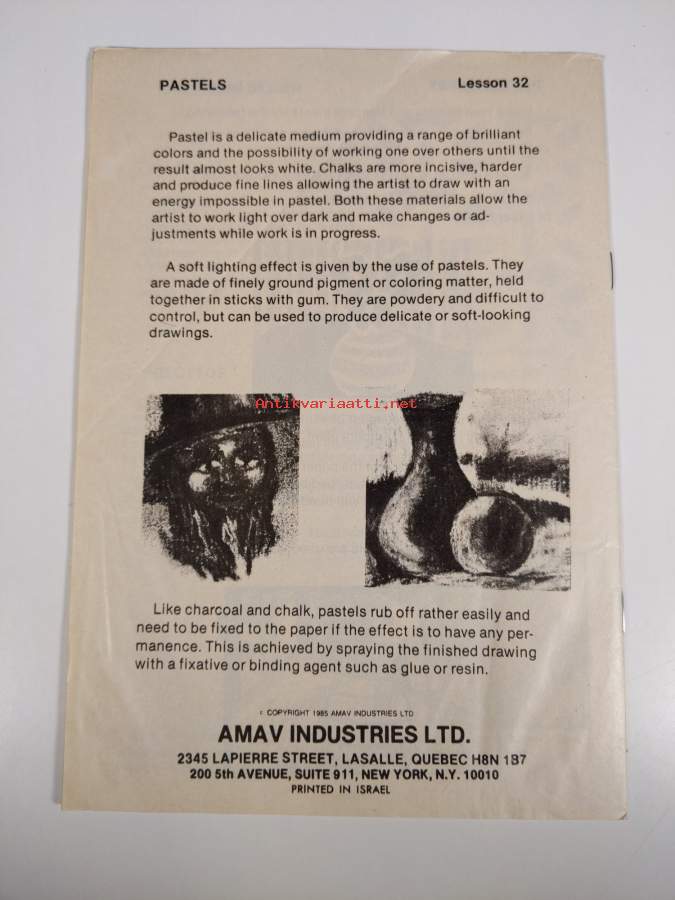 PASTELS Lesson 32
Pastel is a delicate medium providing a range of brilliant
colors and the possibility of working one over others until the
result almost looks white. Chalks are more incisive, harder
and produce fine lines allowing the artist to draw with an
energy impossible in pastel. Both these materials allow the
artist to work light over dark and make changes or ad-
justments while work is in progress.
A soft lighting effect is given by the use of pastels. They
are made of finely ground pigment or coloring matter, held
together in sticks with gum. They are powdery and difficult to
control, but can be used to produce delicate or soft-looking
drawings.
Antikvariaatti.net
Like charcoal and chalk, pastels rub off rather easily and
need to be fixed to the paper if the effect is to have any per-
manence. This is achieved by spraying the finished drawing
with a fixative or binding agent such as glue or resin.
© COPYRIGHT 1985 AMAV INDUSTRIES LTD
AMAV INDUSTRIES LTD.
2345 LAPIERRE STREET, LASALLE, QUEBEC H8N 1B7
200 5th AVENUE, SUITE 911, NEW YORK, N.Y. 10010
PRINTED IN ISRAEL